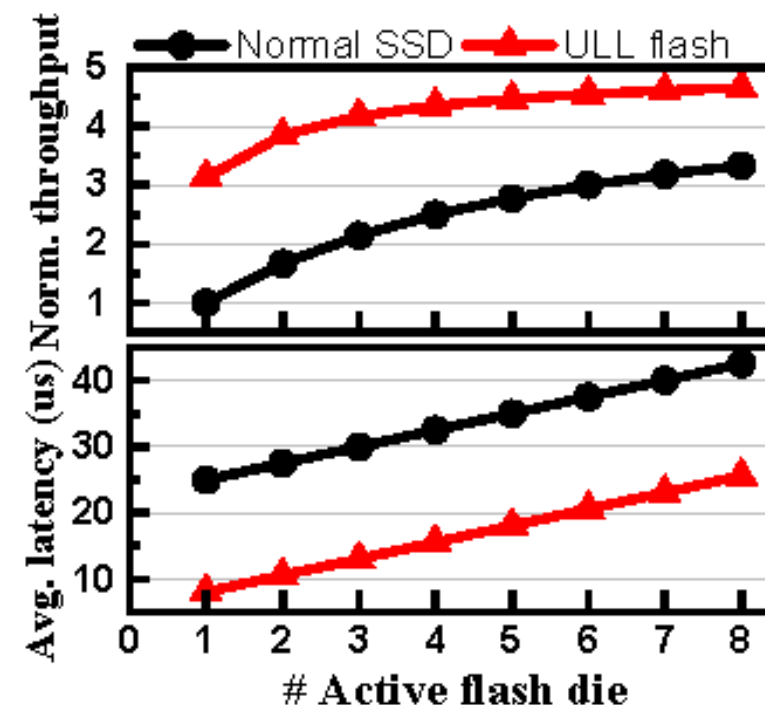 Normal SSD ULL flash
Norm. throughput
5
4
3
2
1
Avg. latency (us)
40
30
20
10
0 1 2 3 4 5 6 7 8
# Active flash die